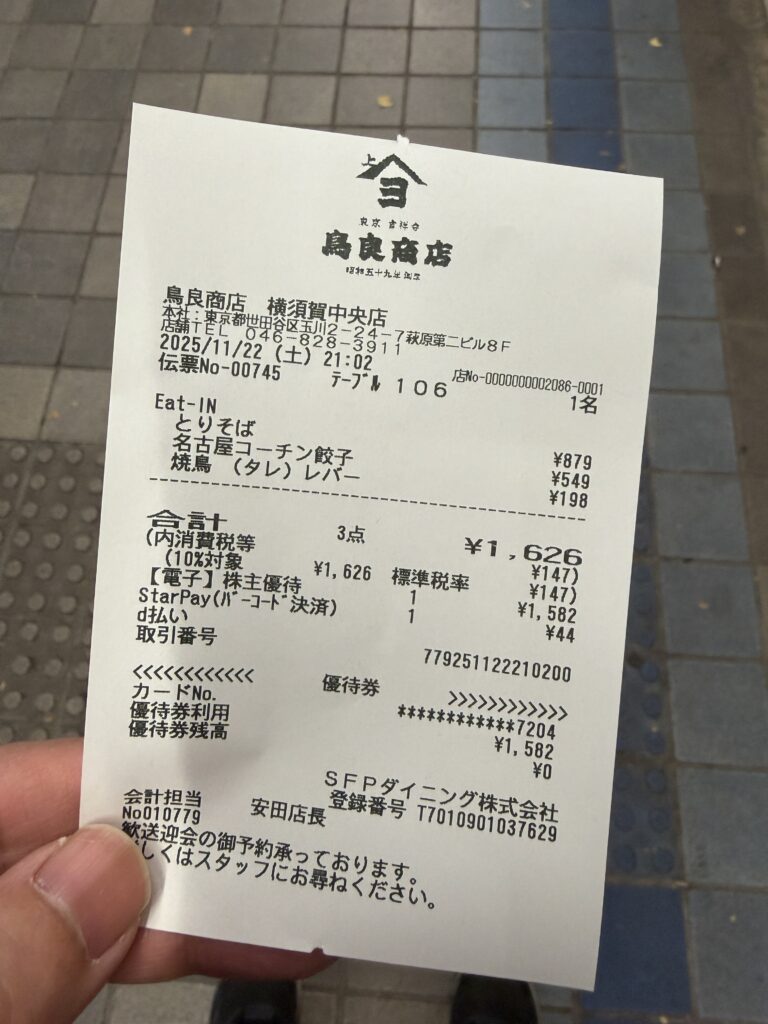 上
ヨ
東京 吉祥寺
鳥良商店
昭和五十九年創業
鳥良商店 横須賀中央店
本社：東京都世田谷区玉川２－２４－７萩原第二ビル８Ｆ
店舗ＴＥＬ ０４６－８２８－３９１１
2025/11/22 (土) 21:02
店No-0000000002086-0001
伝票No-00745 テーブル １０６ 1名
Eat-IN
とりそば ¥879
名古屋コーチン餃子 ¥549
焼鳥 （タレ）レバー ¥198
合計 3点 ¥1,626
(内消費税等 ¥147)
(10%対象 ¥1,626 標準税率 ¥147)
【電子】株主優待 1 ¥1,582
StarPay(バーコード決済) 1 ¥44
d払い
取引番号 779251122210200
<<<<<<<<<<<< 優待券 >>>>>>>>>>>>
カードNo. ************7204
優待券利用 ¥1,582
優待券残高 ¥0
ＳＦＰダイニング株式会社
登録番号 T7010901037629
会計担当
No010779 安田店長
歓送迎会の御予約承っております。
しくはスタッフにお尋ねください。